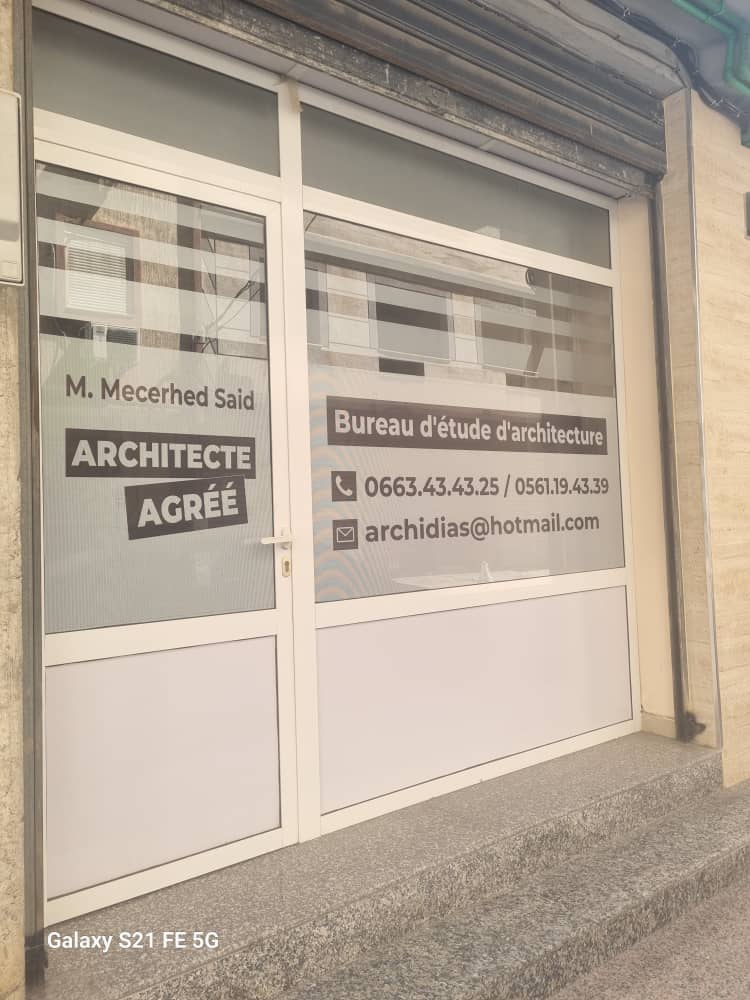 M. Mecerhed Said
ARCHITECTE
AGRÉÉ
Bureau d'étude d'architecture
0663.43.43.25 / 0561.19.43.39
archidias@hotmail.com
Galaxy S21 FE 5G